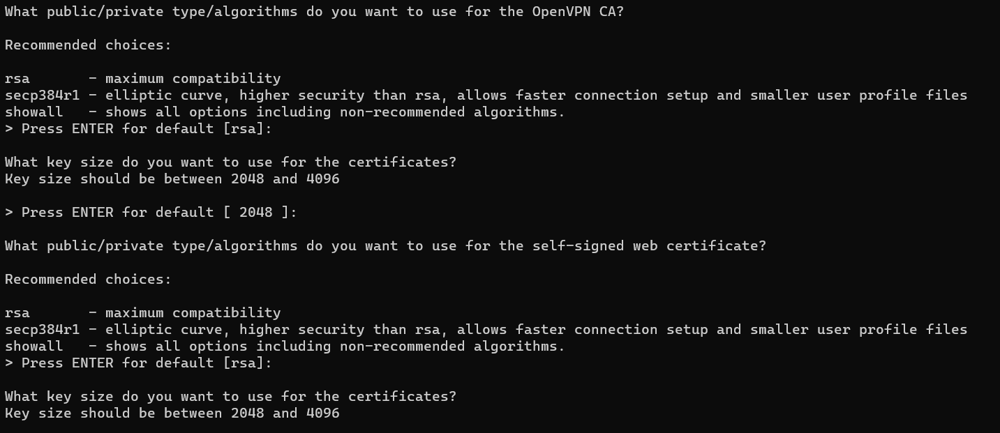 What public/private type/algorithms do you want to use for the OpenVPN CA?

Recommended choices:

rsa       - maximum compatibility
secp384r1 - elliptic curve, higher security than rsa, allows faster connection setup and smaller user profile files
showall   - shows all options including non-recommended algorithms.
> Press ENTER for default [rsa]:

What key size do you want to use for the certificates?
Key size should be between 2048 and 4096

> Press ENTER for default [ 2048 ]:

What public/private type/algorithms do you want to use for the self-signed web certificate?

Recommended choices:

rsa       - maximum compatibility
secp384r1 - elliptic curve, higher security than rsa, allows faster connection setup and smaller user profile files
showall   - shows all options including non-recommended algorithms.
> Press ENTER for default [rsa]:

What key size do you want to use for the certificates?
Key size should be between 2048 and 4096